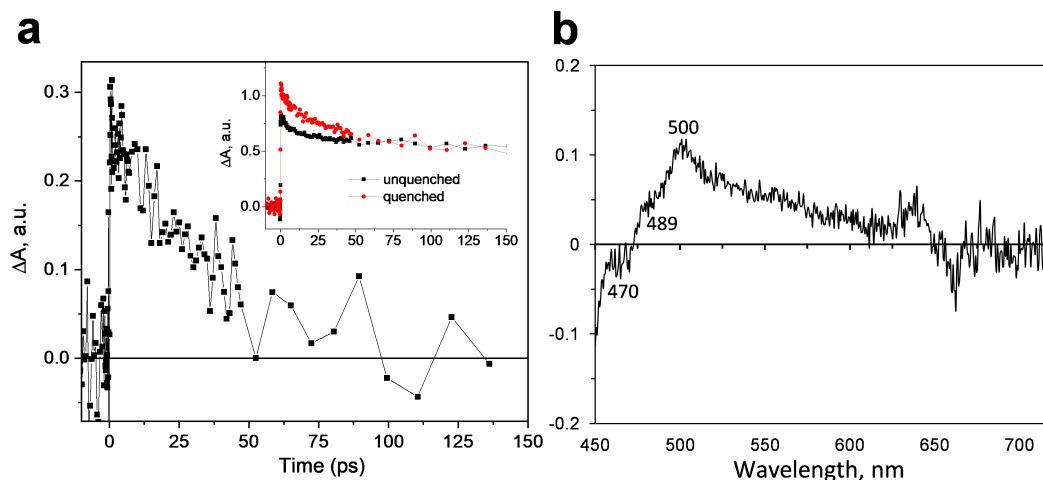 a
ΔA, a.u.
0.3
0.2
0.1
0.0
0 25 50 75 100 125 150
Time (ps)
ΔA, a.u.
1.0
0.5
0.0
unquenched
quenched
0 25 50 75 100 125 150
b
0.2
0.1
0
-0.1
-0.2
500
489
470
450 500 550 600 650 700
Wavelength, nm